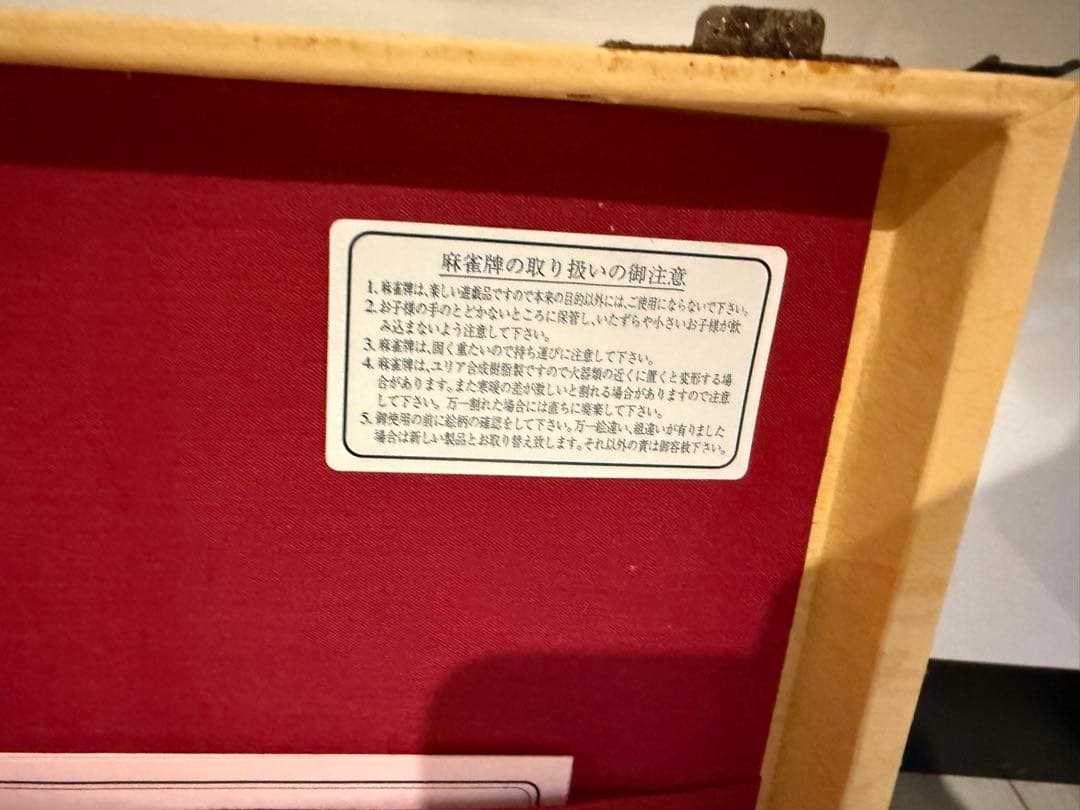 麻雀牌の取り扱いの御注意
1. 麻雀牌は、楽しい遊戯品ですので本来の目的以外には、ご使用にならないで下さい。
2. お子様の手のとどかないところに保管し、いたずらや小さいお子様が飲
み込まないよう注意して下さい。
3. 麻雀牌は、固く重たいので持ち運びに注意して下さい。
4. 麻雀牌は、ユリア合成樹脂製ですので火器類の近くに置くと変形する場
合があります。また寒暖の差が激しいと割れる場合がありますので注意
して下さい。万一割れた場合には直ちに廃棄して下さい。
5. 御使用の前に絵柄の確認をして下さい。万一絵違い、組違いが有りました
場合は新しい製品とお取り替え致します。それ以外の責は御容赦下さい。